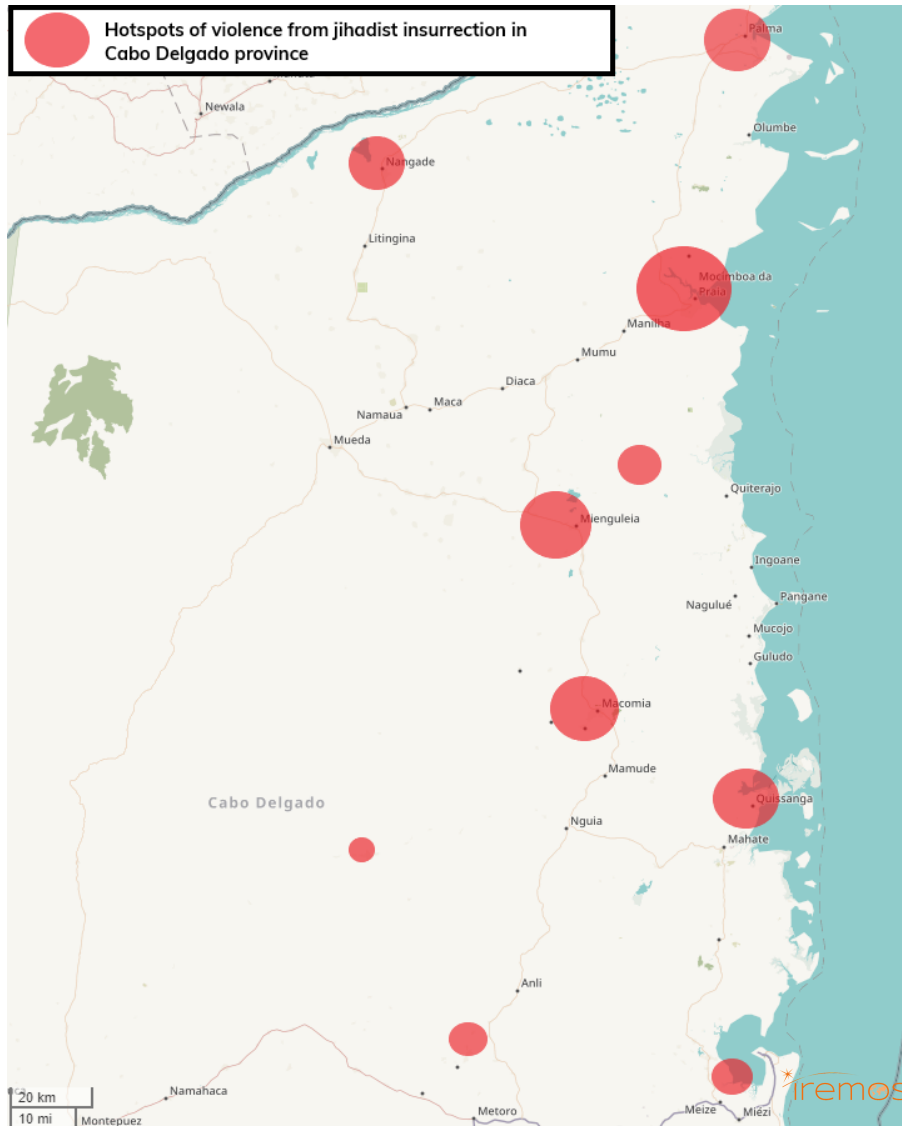 Hotspots of violence from jihadist insurrection in
Cabo Delgado province
Palma
Newala
Olumbe
Nangade
Litingina
Mocímboa da
Praia
Manilha
Mumu
Diaca
Maca
Namaua
Mueda
Quiterajo
Mienguleia
Ingoane
Nagulué
Pangane
Mucojo
Guludo
Macomia
Mamude
Cabo Delgado
Quissanga
Nguia
Mahate
Anli
iremos
20 km
10 mi
Namahaca
Montepuez
Metoro
Meize
Miézi